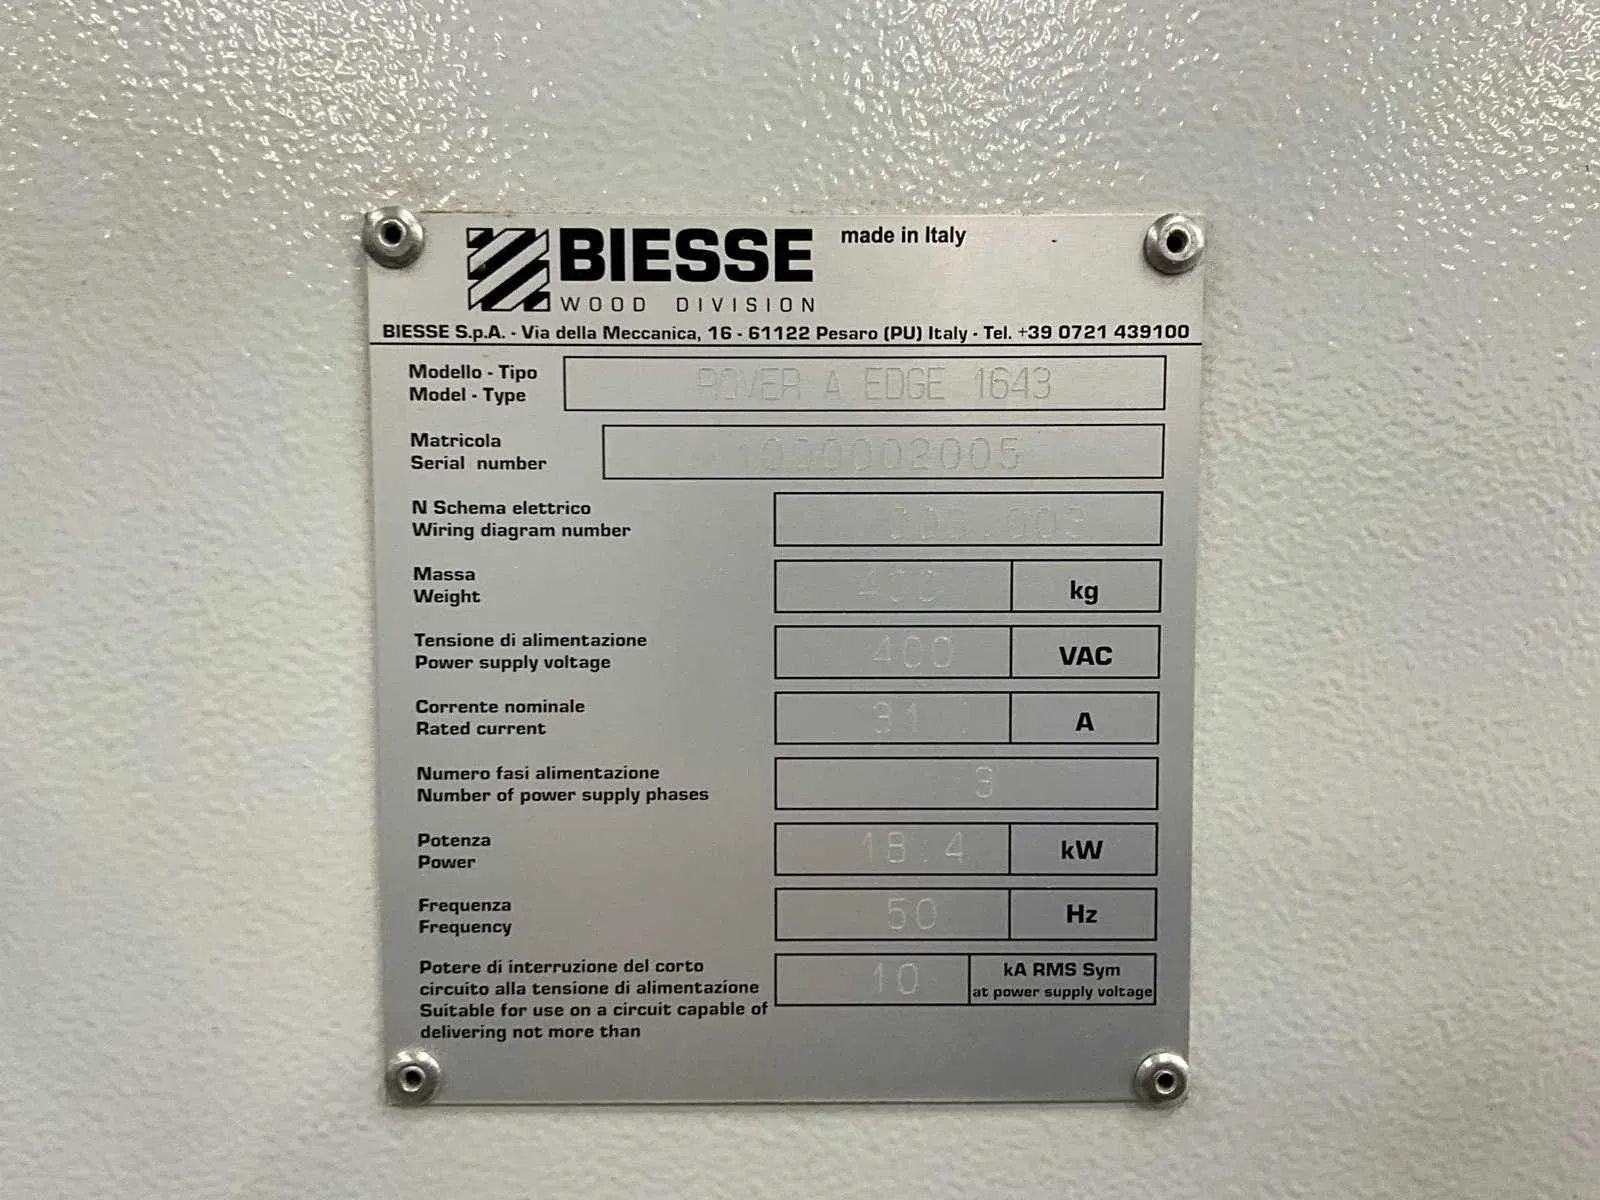 BIESSE made in Italy
WOOD DIVISION
BIESSE S.p.A. - Via della Meccanica, 16 - 61122 Pesaro (PU) Italy - Tel. +39 0721 439100
Modello - Tipo
Model - Type
ROVER A EDGE 1643
Matricola
Serial number
1000002005
N Schema elettrico
Wiring diagram number
Massa
Weight
400
kg
Tensione di alimentazione
Power supply voltage
400
VAC
Corrente nominale
Rated current
31
A
Numero fasi alimentazione
Number of power supply phases
3
Potenza
Power
18.4
kW
Frequenza
Frequency
50
Hz
Potere di interruzione del corto
circuito alla tensione di alimentazione
Suitable for use on a circuit capable of
delivering not more than
10
kA RMS Sym
at power supply voltage